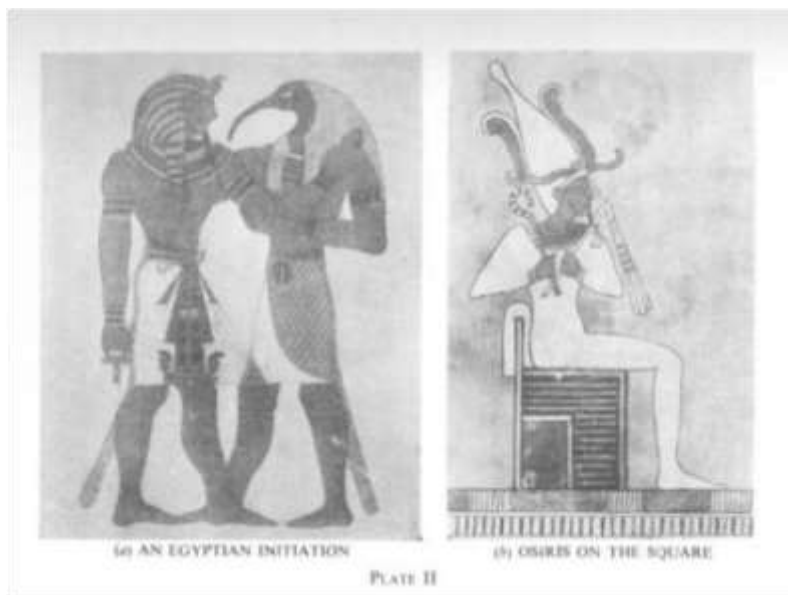 (a) AN EGYPTIAN INITIATION
(b) OSIRIS ON THE SQUARE
PLATE II